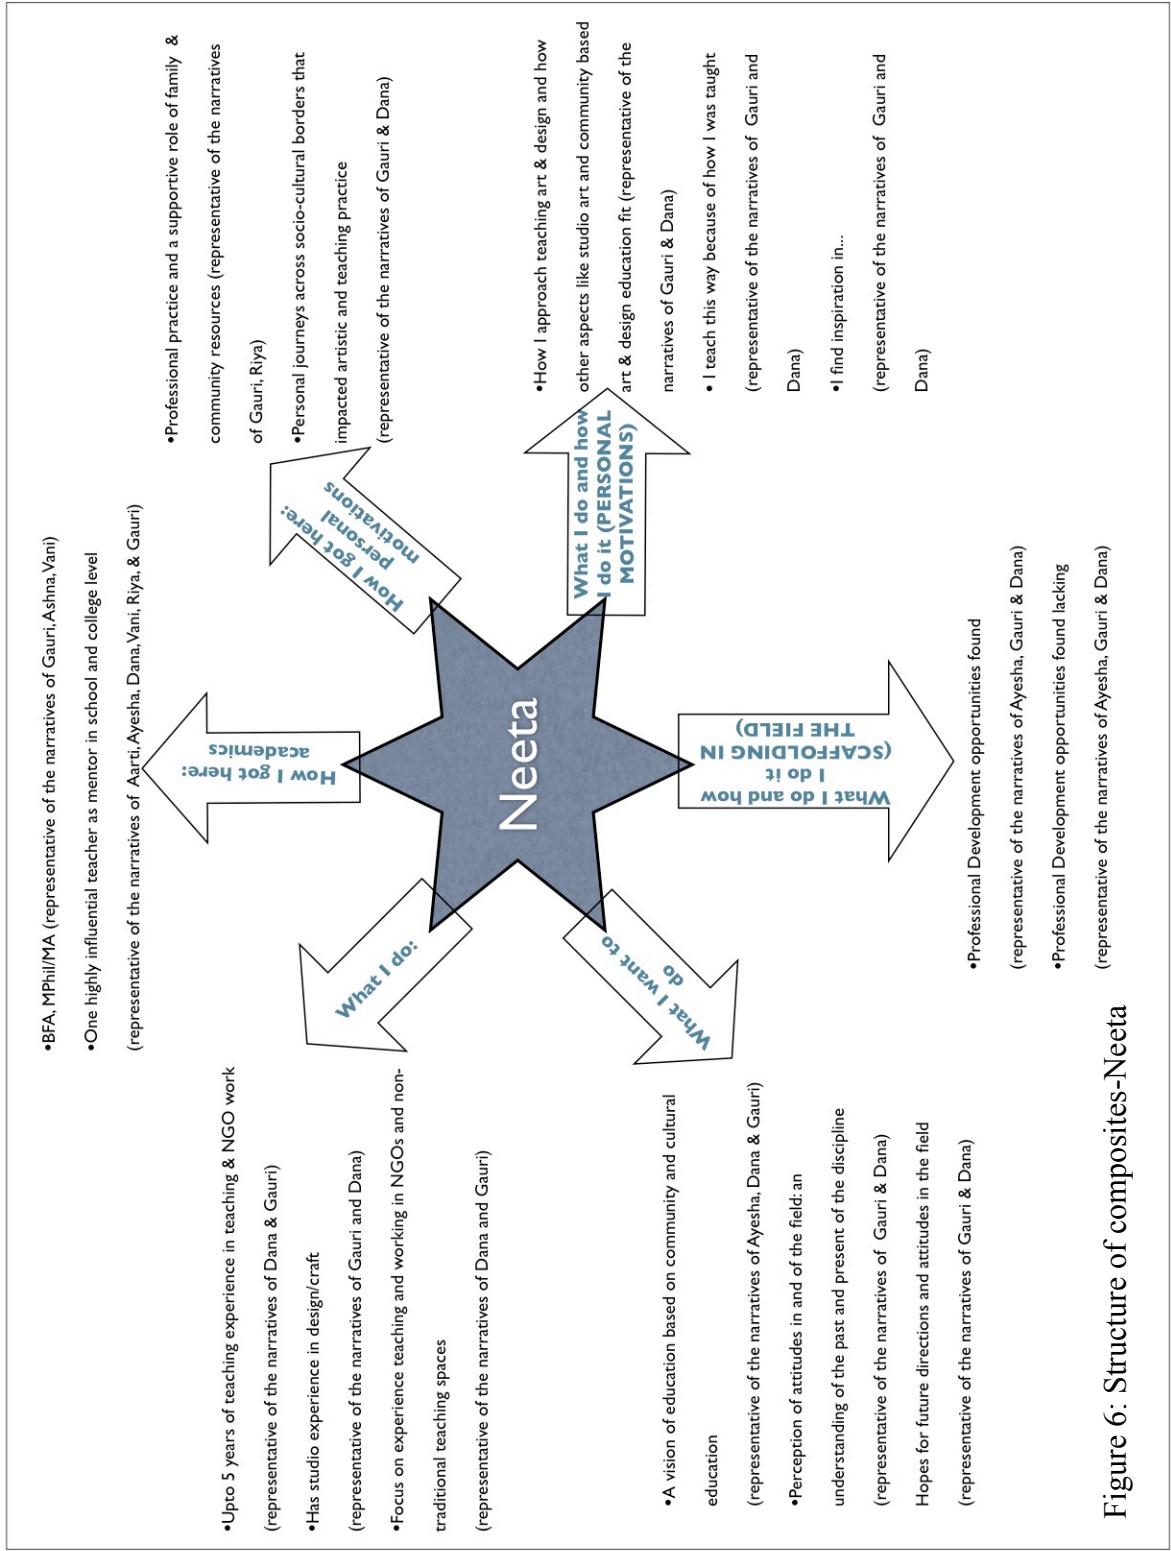 •BFA, MPhil/MA (representative of the narratives of Gauri, Ashna, Vani)
•One highly influential teacher as mentor in school and college level
(representative of the narratives of Aarti, Ayesha, Dana, Vani, Riya, & Gauri)
How I got here:
academics
•Professional practice and a supportive role of family &
community resources (representative of the narratives
of Gauri, Riya)
•Personal journeys across socio-cultural borders that
impacted artistic and teaching practice
(representative of the narratives of Gauri & Dana)
How I got here:
personal
motivations
•Upto 5 years of teaching experience in teaching & NGO work
(representative of the narratives of Dana & Gauri)
•Has studio experience in design/craft
(representative of the narratives of Gauri and Dana)
•Focus on experience teaching and working in NGOs and non-
traditional teaching spaces
(representative of the narratives of Dana and Gauri)
What I do:
Neeta
What I do and how
I do it (PERSONAL
MOTIVATIONS)
•How I approach teaching art & design and how
other aspects like studio art and community based
art & design education fit (representative of the
narratives of Gauri & Dana)
• I teach this way because of how I was taught
(representative of the narratives of Gauri and
Dana)
•I find inspiration in...
(representative of the narratives of Gauri and
Dana)
What I want to
do
•A vision of education based on community and cultural
education
(representative of the narratives of Ayesha, Dana & Gauri)
•Perception of attitudes in and of the field: an
understanding of the past and present of the discipline
(representative of the narratives of Gauri & Dana)
Hopes for future directions and attitudes in the field
(representative of the narratives of Gauri & Dana)
What I do and how
I do it
(SCAFFOLDING IN
THE FIELD)
•Professional Development opportunities found
(representative of the narratives of Ayesha, Gauri & Dana)
•Professional Development opportunities found lacking
(representative of the narratives of Ayesha, Gauri & Dana)
Figure 6: Structure of composites-Neeta